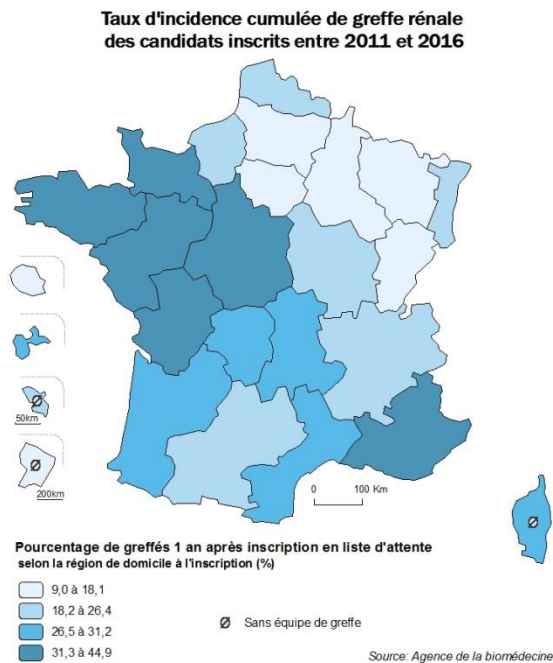 Taux d'incidence cumulée de greffe rénale
des candidats inscrits entre 2011 et 2016
50km
200km
0 100 Km
Pourcentage de greffés 1 an après inscription en liste d'attente
selon la région de domicile à l'inscription (%)
9,0 à 18,1
18,2 à 26,4
26,5 à 31,2
31,3 à 44,9
Ø Sans équipe de greffe
Source: Agence de la biomédecine